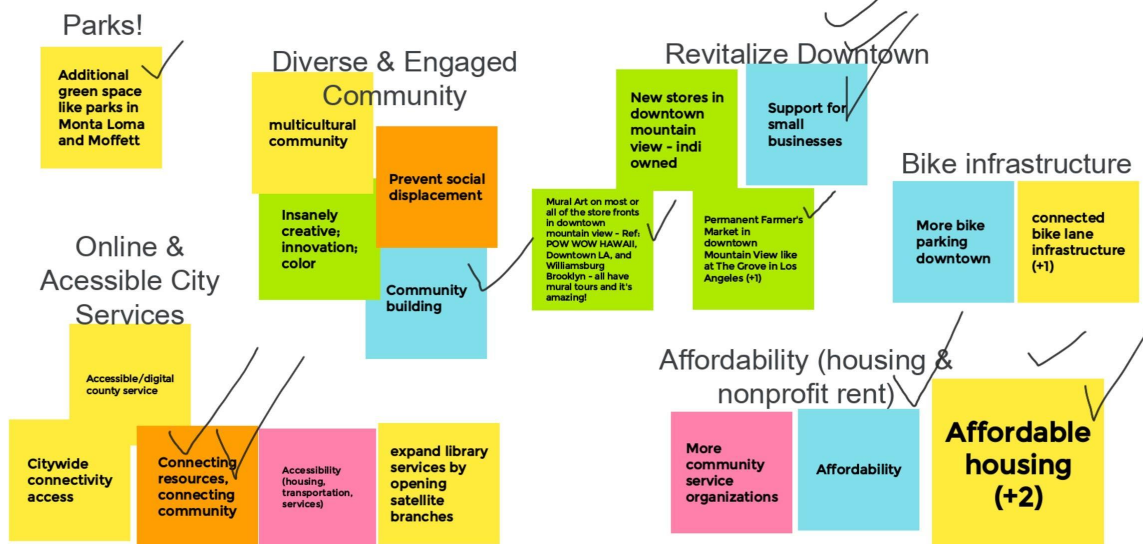 Parks!
Additional
green space
like parks in
Monta Loma
and Moffett
Diverse & Engaged
Community
multicultural
community
Prevent social
displacement
Insanely
creative;
innovation;
color
Community
building
Revitalize Downtown
New stores in
downtown
mountain
view - indi
owned
Support for
small
businesses
Mural Art on most or
all of the store fronts
in downtown
mountain view - Ref:
POW WOW HAWAII,
Downtown LA, and
Williamsburg
Brooklyn - all have
mural tours and it's
amazing!
Permanent Farmer's
Market in
downtown
Mountain View like
at The Grove in Los
Angeles (+1)
Bike infrastructure
More bike
parking
downtown
connected
bike lane
infrastructure
(+1)
Online &
Acessible City
Services
Accessible/digital
county service
Citywide
connectivity
access
Connecting
resources,
connecting
community
Accessibility
(housing,
transportation,
services)
expand library
services by
opening
satellite
branches
Affordability (housing &
nonprofit rent)
More
community
service
organizations
Affordability
Affordable
housing
(+2)